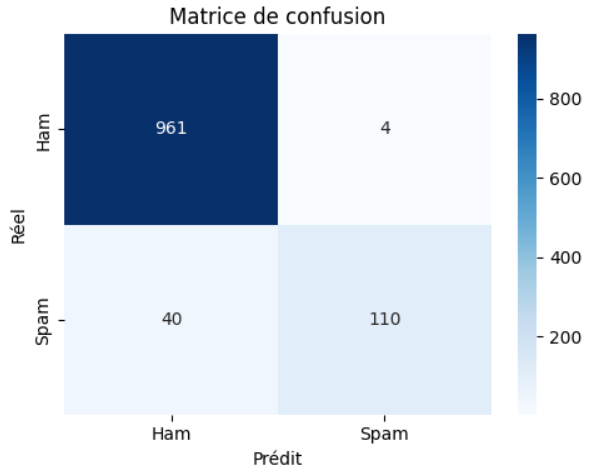 Matrice de confusion
Réel
Ham
961
4
Spam
40
110
Ham
Spam
Prédit
800
600
400
200